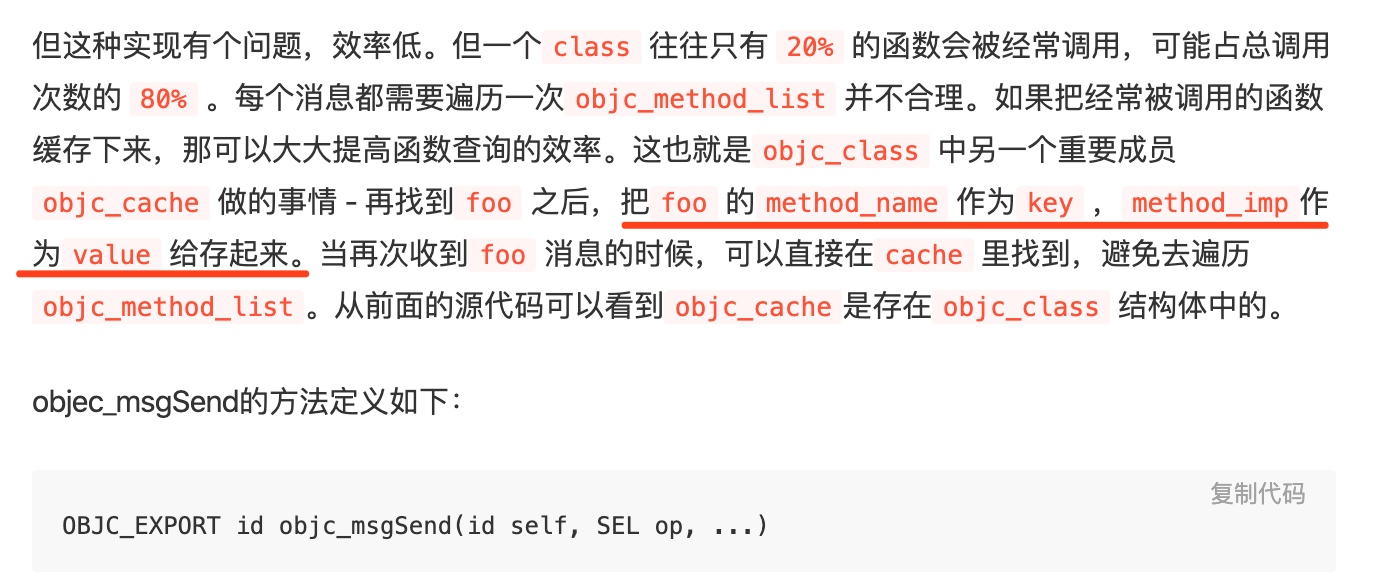 但这种实现有个问题，效率低。但一个 class 往往只有 20% 的函数会被经常调用，可能占总调用
次数的 80% 。每个消息都需要遍历一次 objc_method_list 并不合理。如果把经常被调用的函数
缓存下来，那可以大大提高函数查询的效率。这也就是 objc_class 中另一个重要成员
objc_cache 做的事情 - 再找到 foo 之后，把 foo 的 method_name 作为 key ， method_imp 作
为 value 给存起来。当再次收到 foo 消息的时候，可以直接在 cache 里找到，避免去遍历
objc_method_list 。从前面的源代码可以看到 objc_cache 是存在 objc_class 结构体中的。
objec_msgSend的方法定义如下：
复制代码
OBJC_EXPORT id objc_msgSend(id self, SEL op, ...)